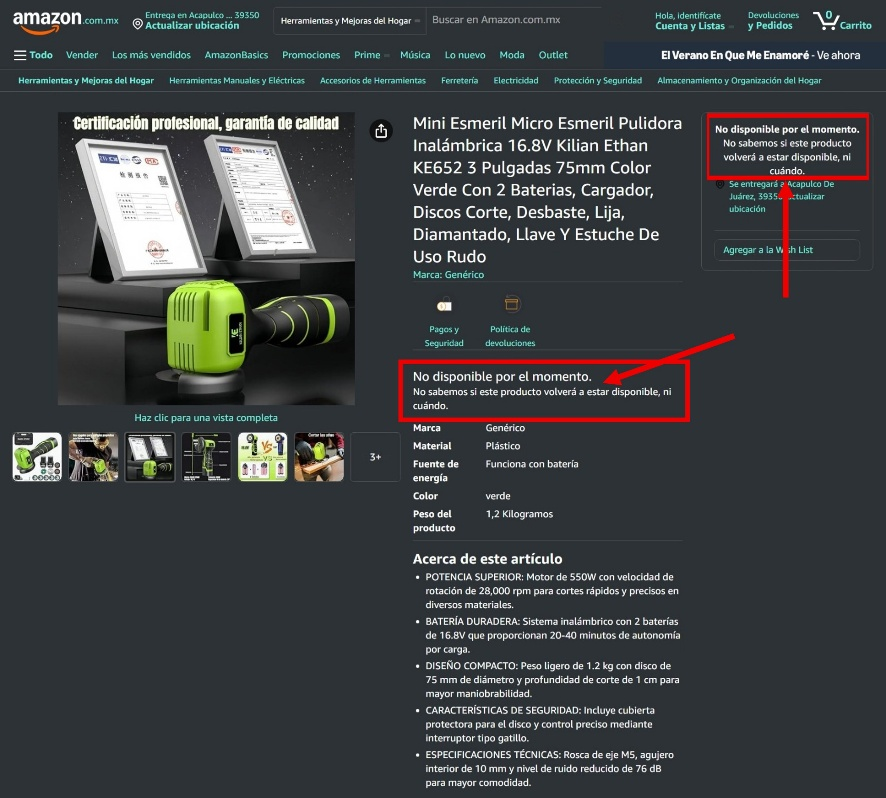 amazon.com.mx
Entrega en Acapulco ... 39350
Actualizar ubicación
Herramientas y Mejoras del Hogar
Buscar en Amazon.com.mx
Hola, identifícate
Cuenta y Listas
Devoluciones
y Pedidos
0
Carrito
Todo
Vender
Los más vendidos
AmazonBasics
Promociones
Prime
Música
Lo nuevo
Moda
Outlet
El Verano En Que Me Enamoré - Ve ahora
Herramientas y Mejoras del Hogar
Herramientas Manuales y Eléctricas
Accesorios de Herramientas
Ferretería
Electricidad
Protección y Seguridad
Almacenamiento y Organización del Hogar
Certificación profesional, garantía de calidad
Haz clic para una vista completa
3+
Mini Esmeril Micro Esmeril Pulidora
Inalámbrica 16.8V Kilian Ethan
KE652 3 Pulgadas 75mm Color
Verde Con 2 Baterias, Cargador,
Discos Corte, Desbaste, Lija,
Diamantado, Llave Y Estuche De
Uso Rudo
Marca: Genérico
Pagos y
Seguridad
Política de
devoluciones
No disponible por el momento.
No sabemos si este producto volverá a estar disponible, ni
cuándo.
Marca Genérico
Material Plástico
Fuente de
energía
Funciona con batería
Color verde
Peso del
producto
1,2 Kilogramos
Acerca de este artículo
• POTENCIA SUPERIOR: Motor de 550W con velocidad de
rotación de 28,000 rpm para cortes rápidos y precisos en
diversos materiales.
• BATERÍA DURADERA: Sistema inalámbrico con 2 baterías
de 16.8V que proporcionan 20-40 minutos de autonomía
por carga.
• DISEÑO COMPACTO: Peso ligero de 1.2 kg con disco de
75 mm de diámetro y profundidad de corte de 1 cm para
mayor maniobrabilidad.
• CARACTERÍSTICAS DE SEGURIDAD: Incluye cubierta
protectora para el disco y control preciso mediante
interruptor tipo gatillo.
• ESPECIFICACIONES TÉCNICAS: Rosca de eje M5, agujero
interior de 10 mm y nivel de ruido reducido de 76 dB
para mayor comodidad.
No disponible por el momento.
No sabemos si este producto
volverá a estar disponible, ni
cuándo.
Se entregará a Acapulco De
Juárez, 3935 Actualizar
ubicación
Agregar a la Wish List